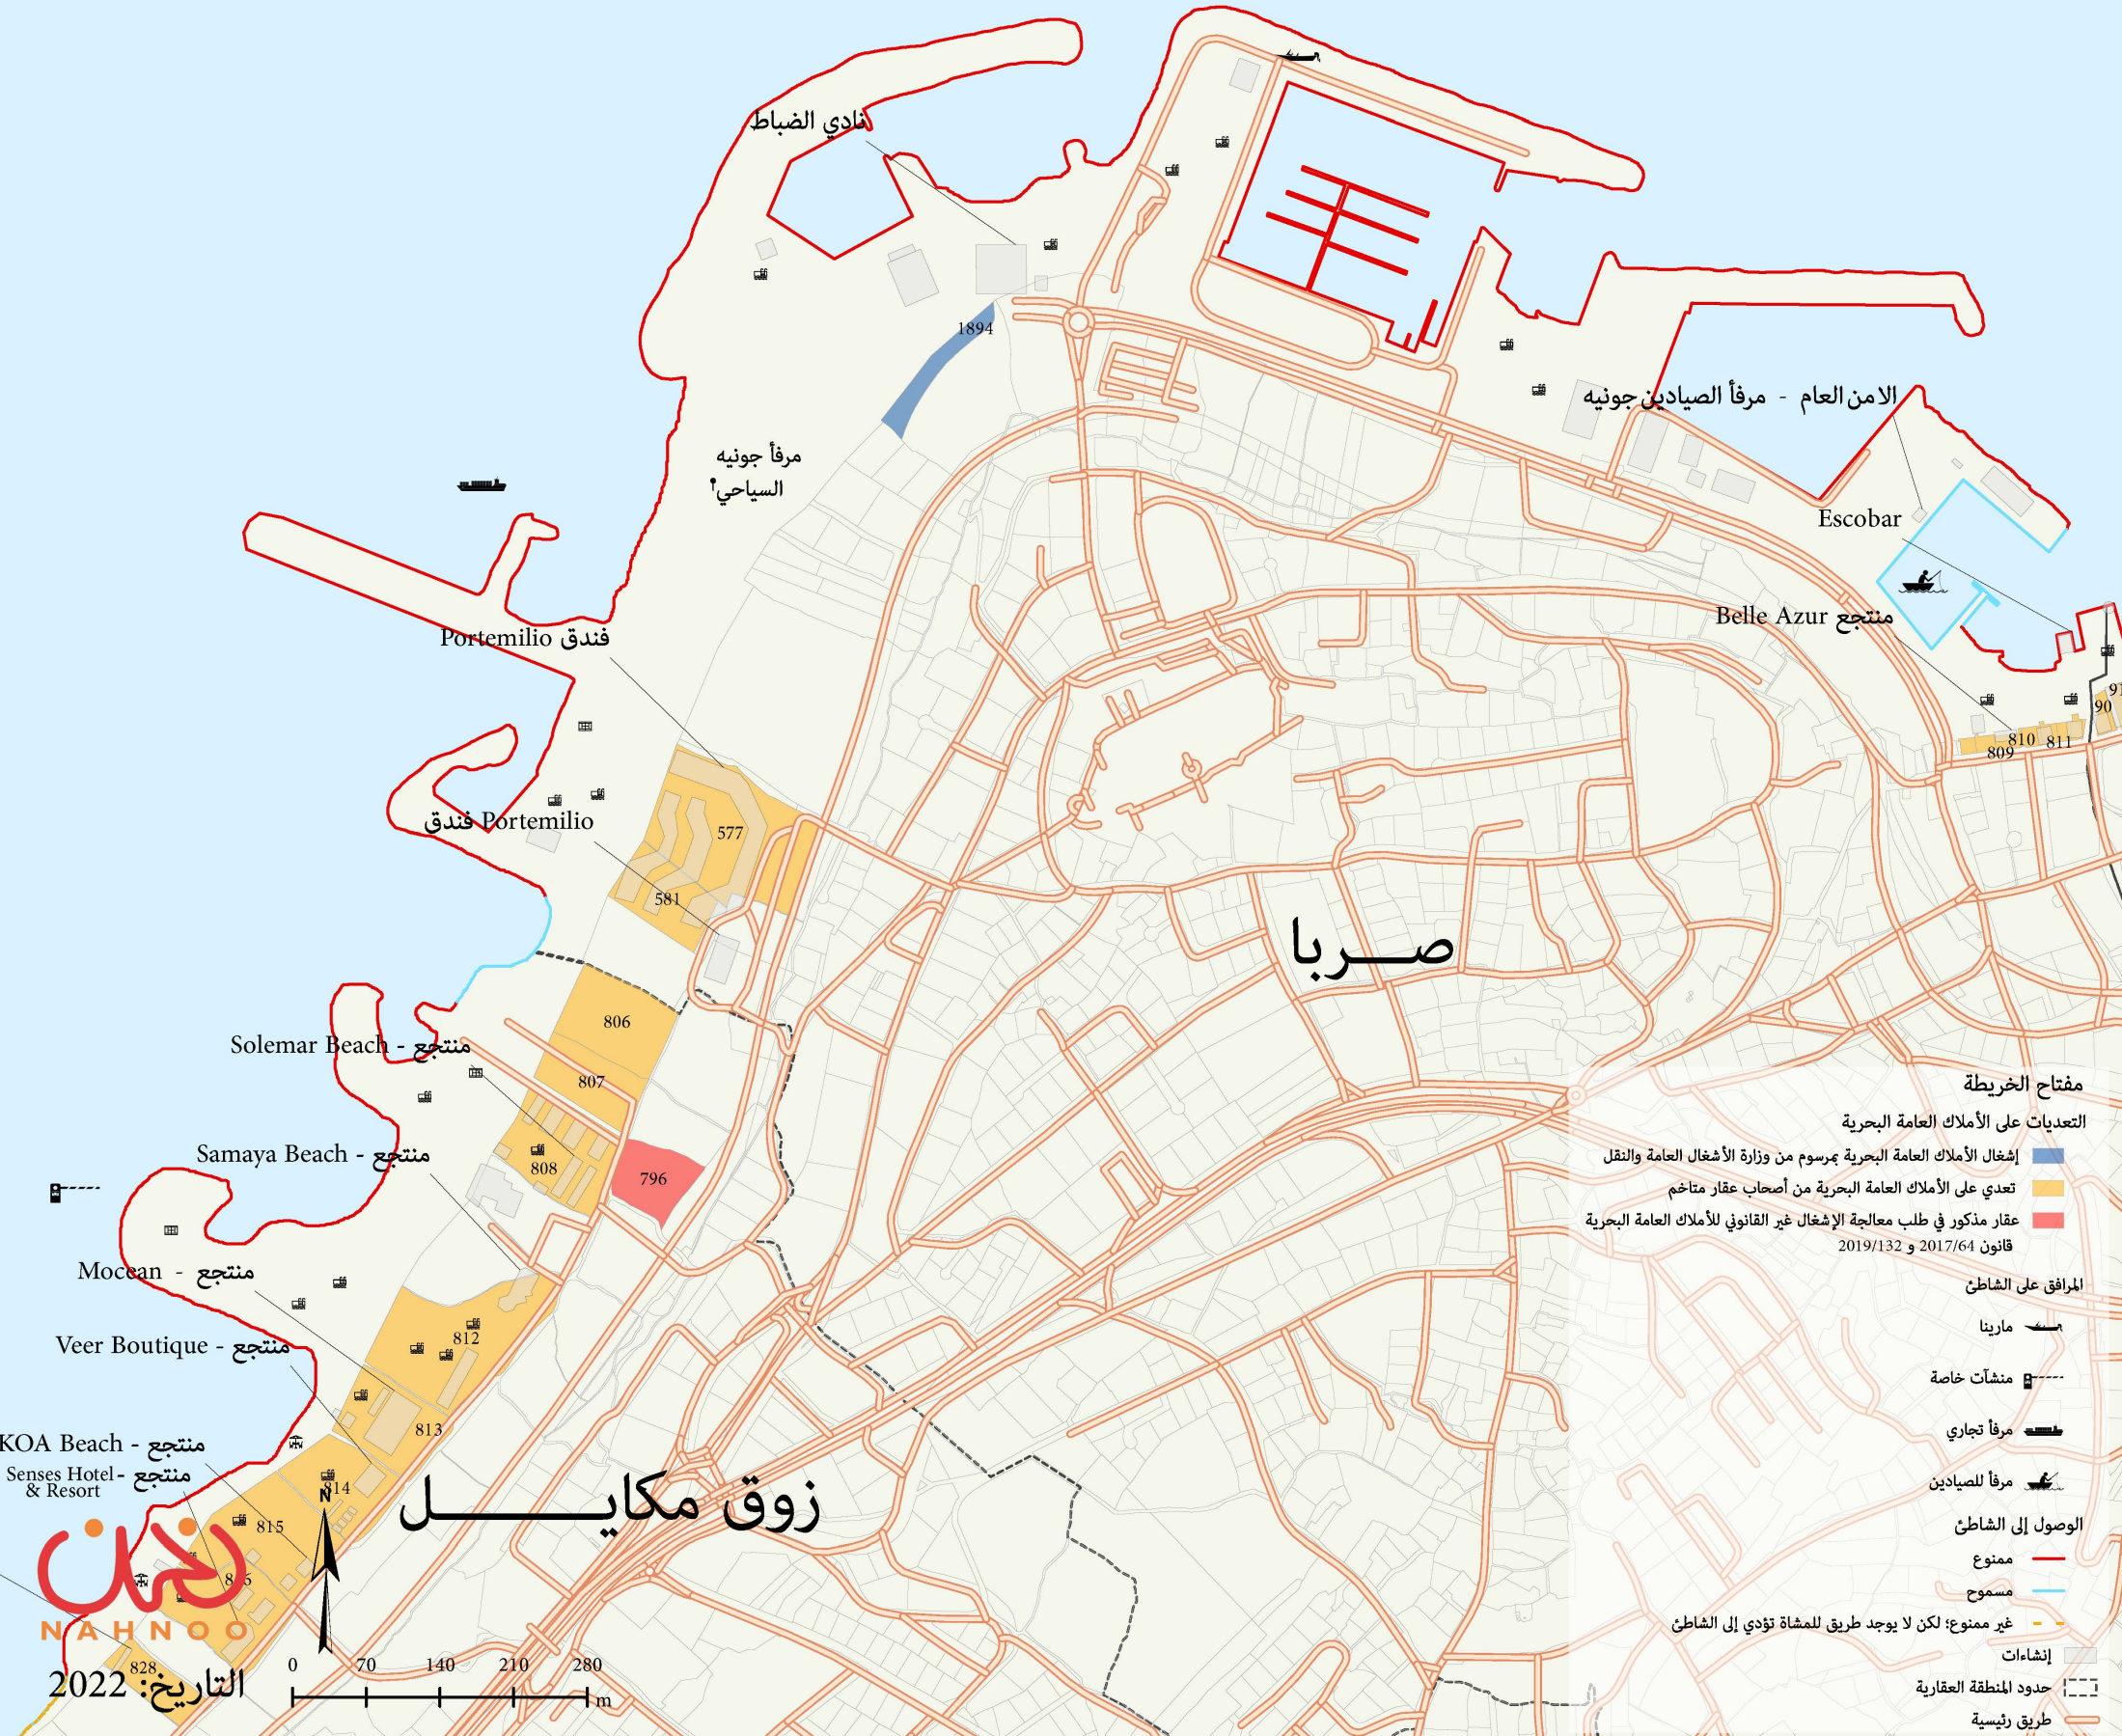 نادي الضباط
1894
الامن العام - مرفأ الصيادين جونيه
مرفأ جونيه
السياحي
Escobar
فندق Portemilio
منتجع Belle Azur
91
90
810
811
809
فندق Portemilio
577
581
صربا
806
منتجع - Solemar Beach
807
منتجع - Samaya Beach
808
796
منتجع - Mocean
812
منتجع - Veer Boutique
813
منتجع - KOA Beach
منتجع - Senses Hotel
& Resort
N
814
815
816
زوق مكايل
نحن
NAHNOO
828
التاريخ: 2022
0 70 140 210 280 m
مفتاح الخريطة
التعديات على الأملاك العامة البحرية
إشغال الأملاك العامة البحرية بمرسوم من وزارة الأشغال العامة والنقل
تعدي على الأملاك العامة البحرية من أصحاب عقار متاخم
عقار مذكور في طلب معالجة الإشغال غير القانوني للأملاك العامة البحرية
قانون 2017/64 و 2019/132
المرافق على الشاطئ
مارينا
منشآت خاصة
مرفأ تجاري
مرفأ للصيادين
الوصول إلى الشاطئ
ممنوع
مسموح
غير ممنوع؛ لكن لا يوجد طريق للمشاة تؤدي إلى الشاطئ
إنشاءات
حدود المنطقة العقارية
طريق رئيسية